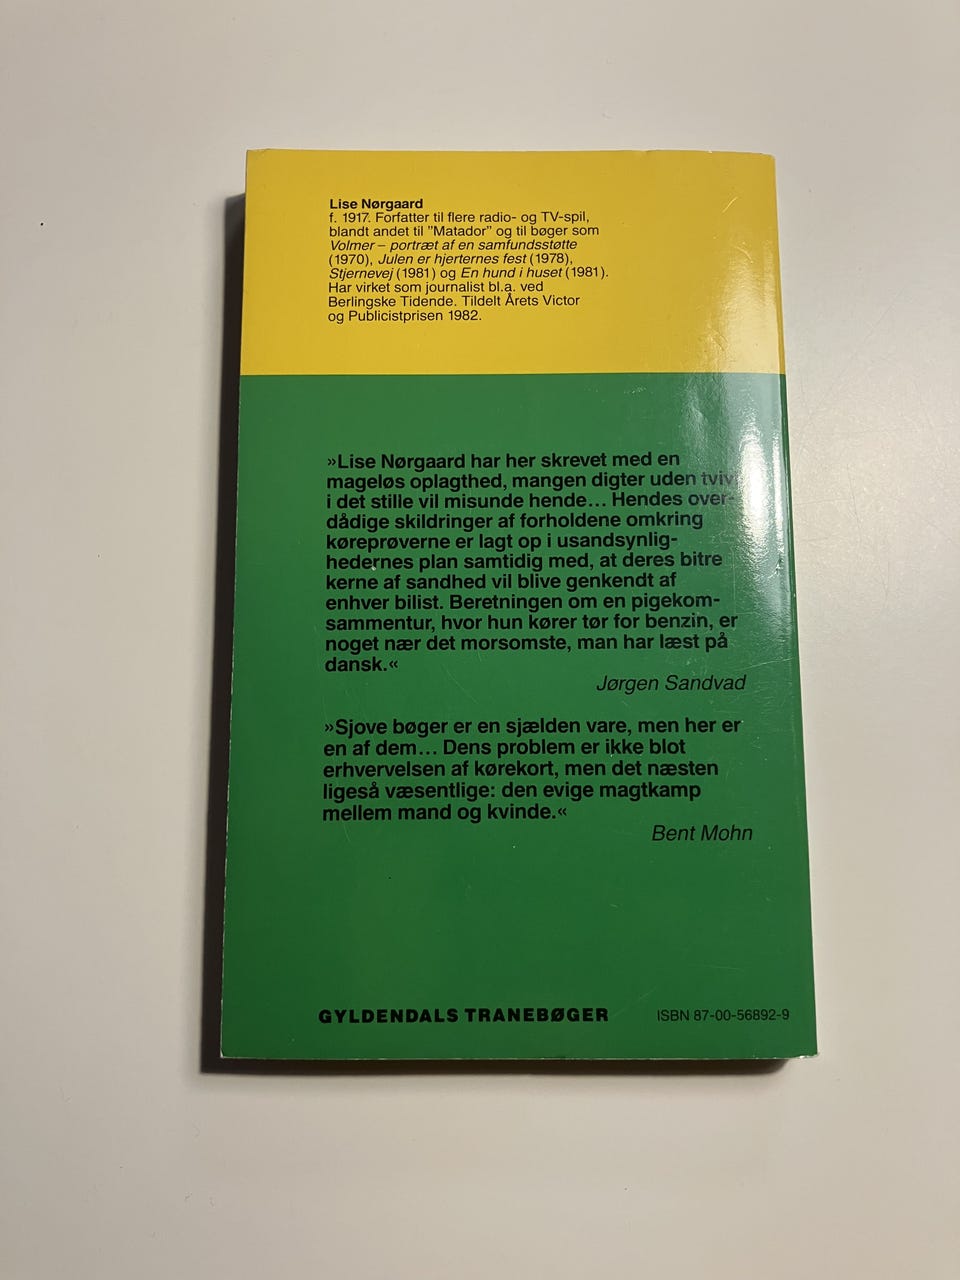 Lise Nørgaard
f. 1917. Forfatter til flere radio- og TV-spil,
blandt andet til "Matador" og til bøger som
Volmer – portræt af en samfundsstøtte
(1970), Julen er hjerternes fest (1978),
Stjernevej (1981) og En hund i huset (1981).
Har virket som journalist bl.a. ved
Berlingske Tidende. Tildelt Årets Victor
og Publicistprisen 1982.
»Lise Nørgaard har her skrevet med en
mageløs oplagthed, mangen digter uden tvivl
i det stille vil misunde hende... Hendes over-
dådige skildringer af forholdene omkring
køreprøverne er lagt op i usandsynlig-
hedernes plan samtidig med, at deres bitre
kerne af sandhed vil blive genkendt af
enhver bilist. Beretningen om en pigekom-
sammentur, hvor hun kører tør for benzin, er
noget nær det morsomste, man har læst på
dansk.«
Jørgen Sandvad
»Sjove bøger er en sjælden vare, men her er
en af dem... Dens problem er ikke blot
erhvervelsen af kørekort, men det næsten
ligeså væsentlige: den evige magtkamp
mellem mand og kvinde.«
Bent Mohn
GYLDENDALS TRANEBØGER
ISBN 87-00-56892-9